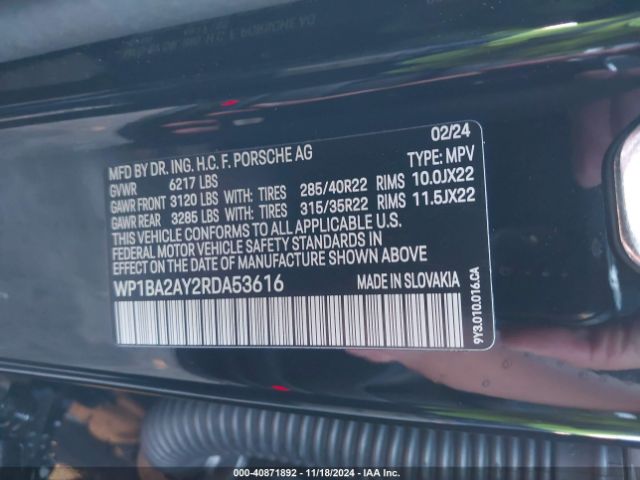 02/24
MFD BY DR. ING. H.C. F. PORSCHE AG
GVWR 6217 LBS TYPE: MPV
GAWR FRONT 3120 LBS WITH: TIRES 285/40R22 RIMS 10.0JX22
GAWR REAR 3285 LBS WITH: TIRES 315/35R22 RIMS 11.5JX22
THIS VEHICLE CONFORMS TO ALL APPLICABLE U.S.
FEDERAL MOTOR VEHICLE SAFETY STANDARDS IN
EFFECT ON THE DATE OF MANUFACTURE SHOWN ABOVE
WP1BA2AY2RDA53616 MADE IN SLOVAKIA
9Y3.010.016.CA
000-40871892 | 11/18/2024 | IAA Inc.